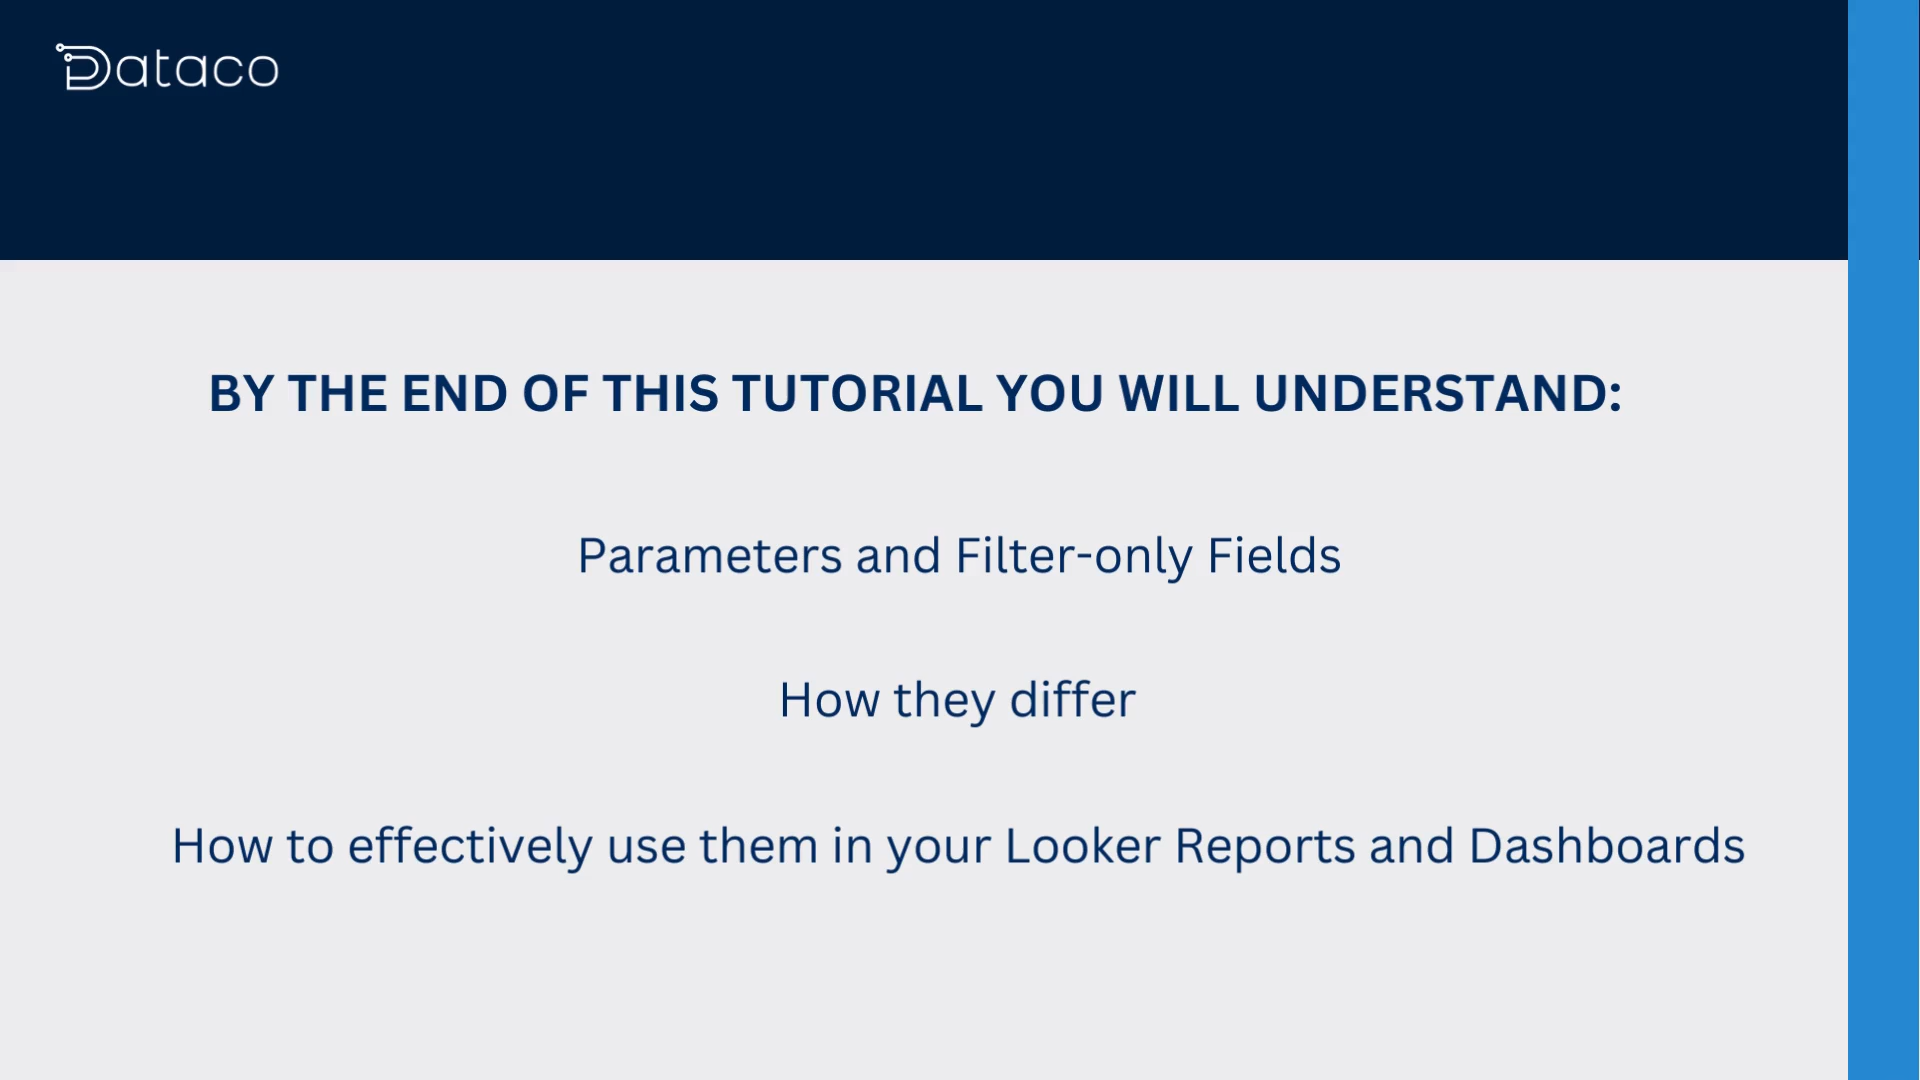 Dataco
BY THE END OF THIS TUTORIAL YOU WILL UNDERSTAND:
Parameters and Filter-only Fields
How they differ
How to effectively use them in your Looker Reports and Dashboards